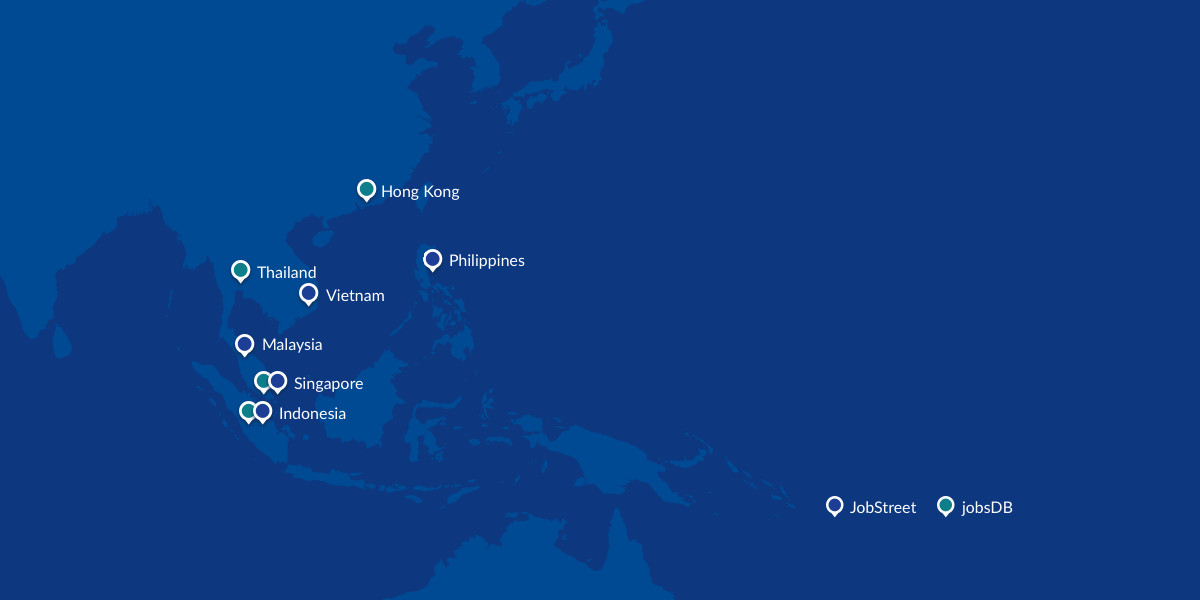 Hong Kong
Philippines
Thailand
Vietnam
Malaysia
Singapore
Indonesia
JobStreet
jobsDB